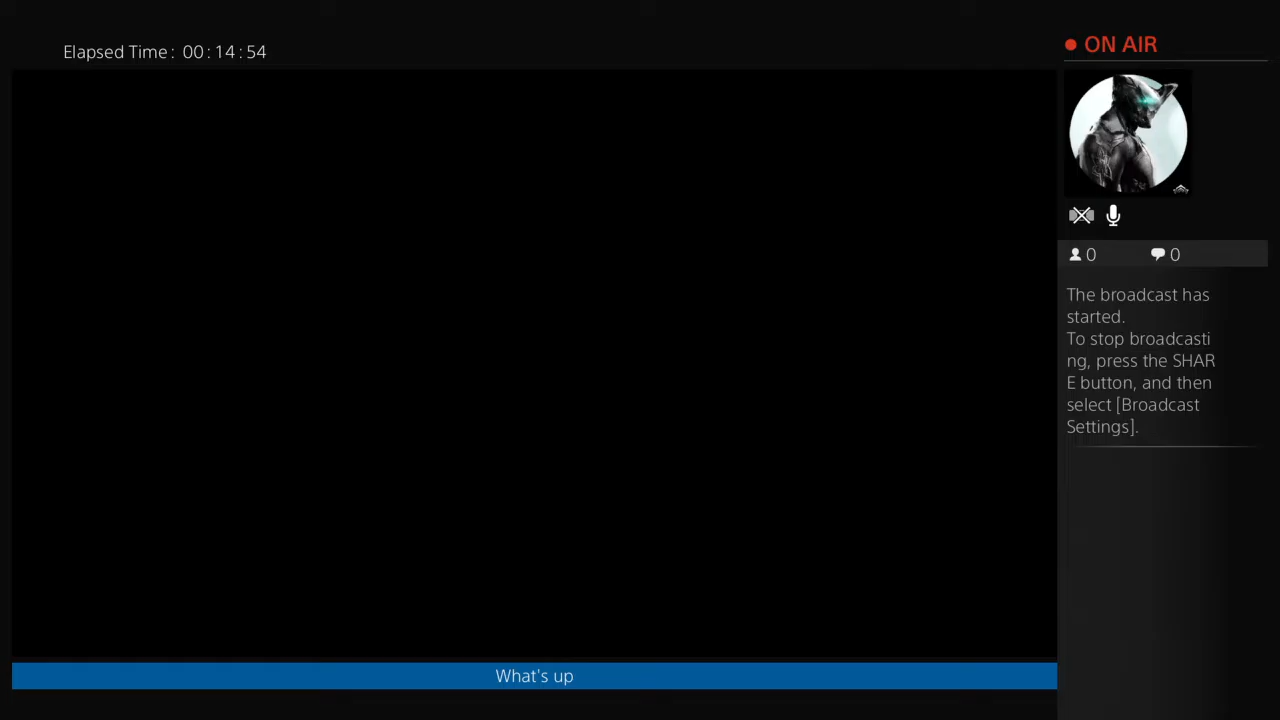 Elapsed Time : 00:14:54
ON AIR
0 0
The broadcast has
started.
To stop broadcasti
ng, press the SHAR
E button, and then
select [Broadcast
Settings].
What's up